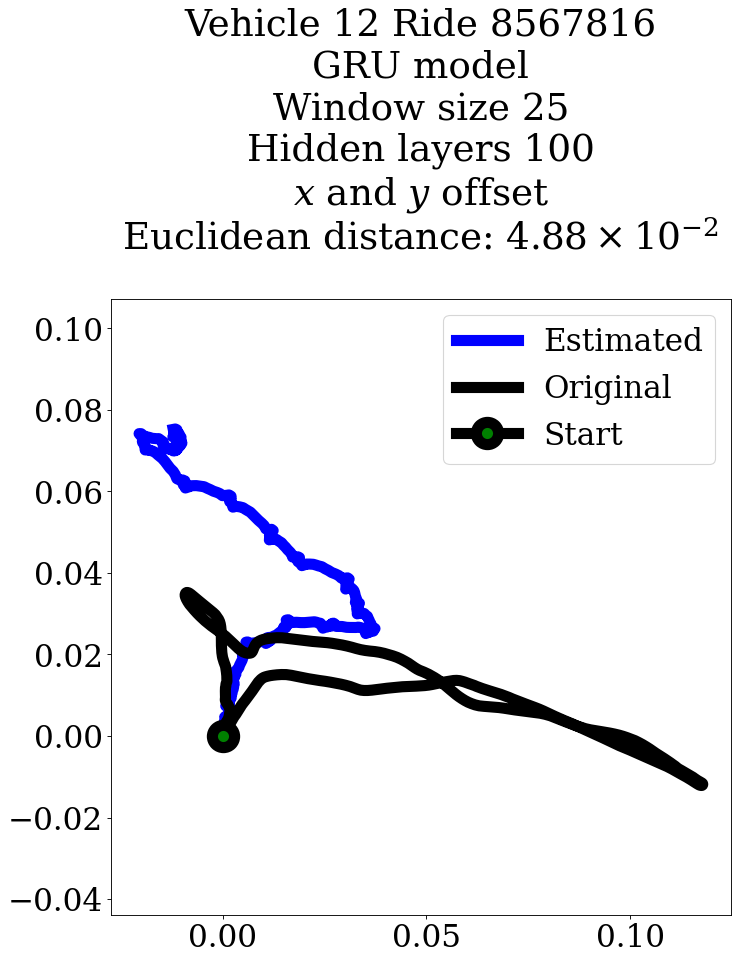 Vehicle 12 Ride 8567816
GRU model
Window size 25
Hidden layers 100
x and y offset
Euclidean distance: 4.88 × 10⁻²
Estimated
Original
Start
0.10
0.08
0.06
0.04
0.02
0.00
−0.02
−0.04
0.00 0.05 0.10